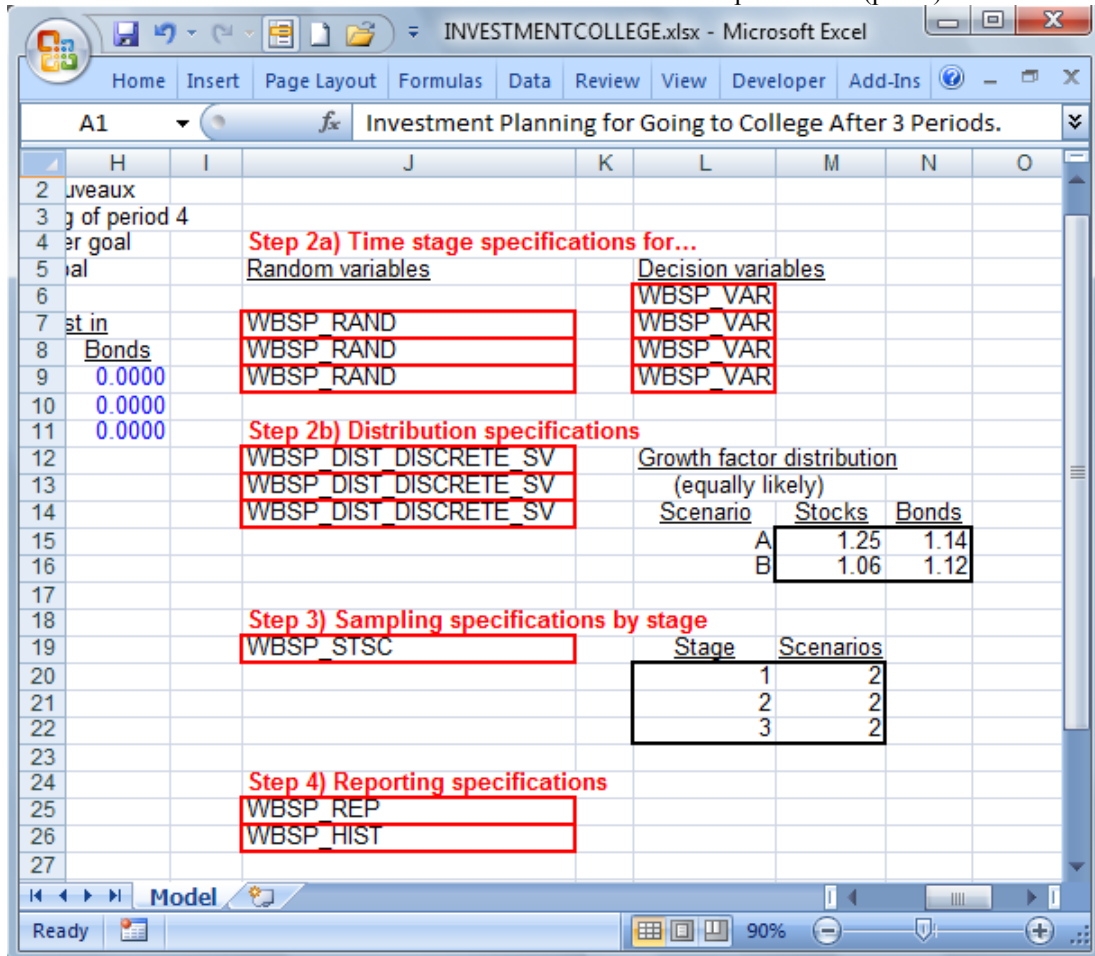 INVESTMENTCOLLEGE.xlsx - Microsoft Excel
Home Insert Page Layout Formulas Data Review View Developer Add-Ins
A1 fx Investment Planning for Going to College After 3 Periods.
H I J K L M N O
2 uveaux
3 g of period 4
4 er goal Step 2a) Time stage specifications for...
5 oal Random variables Decision variables
6 WBSP_VAR
7 st in WBSP_RAND WBSP_VAR
8 Bonds WBSP_RAND WBSP_VAR
9 0.0000 WBSP_RAND WBSP_VAR
10 0.0000
11 0.0000 Step 2b) Distribution specifications
12 WBSP_DIST_DISCRETE_SV Growth factor distribution
13 WBSP_DIST_DISCRETE_SV (equally likely)
14 WBSP_DIST_DISCRETE_SV Scenario Stocks Bonds
15 A 1.25 1.14
16 B 1.06 1.12
17
18 Step 3) Sampling specifications by stage
19 WBSP_STSC Stage Scenarios
20 1 2
21 2 2
22 3 2
23
24 Step 4) Reporting specifications
25 WBSP_REP
26 WBSP_HIST
27
Model
Ready 90%